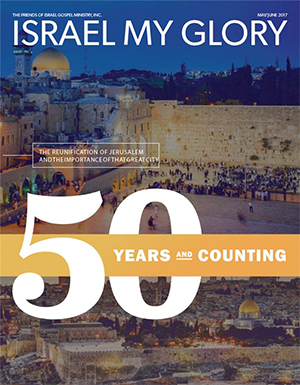 THE FRIENDS OF ISRAEL GOSPEL MINISTRY, INC. MAY/JUNE 2017
ISRAEL MY GLORY
THE REUNIFICATION OF JERUSALEM
AND THE IMPORTANCE OF THAT GREAT CITY
50
YEARS AND COUNTING